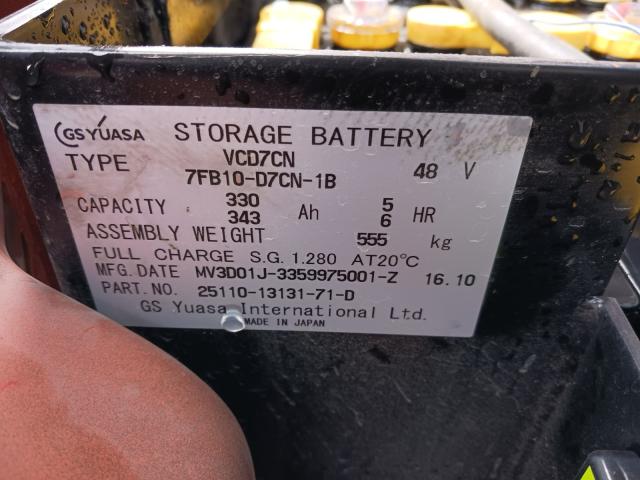 GS YUASA STORAGE BATTERY
TYPE VCD7CN 48 V
7FB10-D7CN-1B
CAPACITY 330 Ah 5 HR
343 6
ASSEMBLY WEIGHT 555 kg
FULL CHARGE S.G. 1.280 AT20℃
MFG.DATE MV3D01J-3359975001-Z 16.10
PART.NO. 25110-13131-71-D
GS Yuasa International Ltd.
MADE IN JAPAN